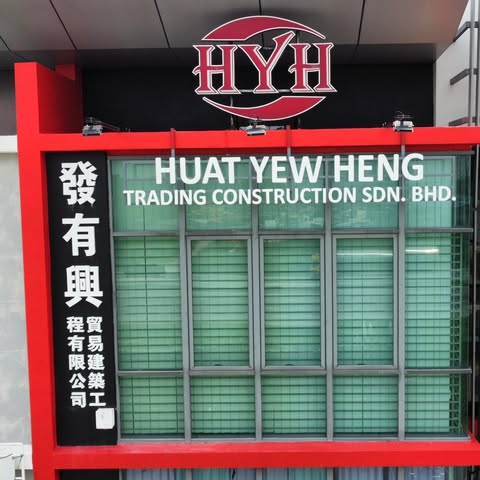 HYH
HUAT YEW HENG
TRADING CONSTRUCTION SDN. BHD.
發有興
貿易建築工
程有限公司